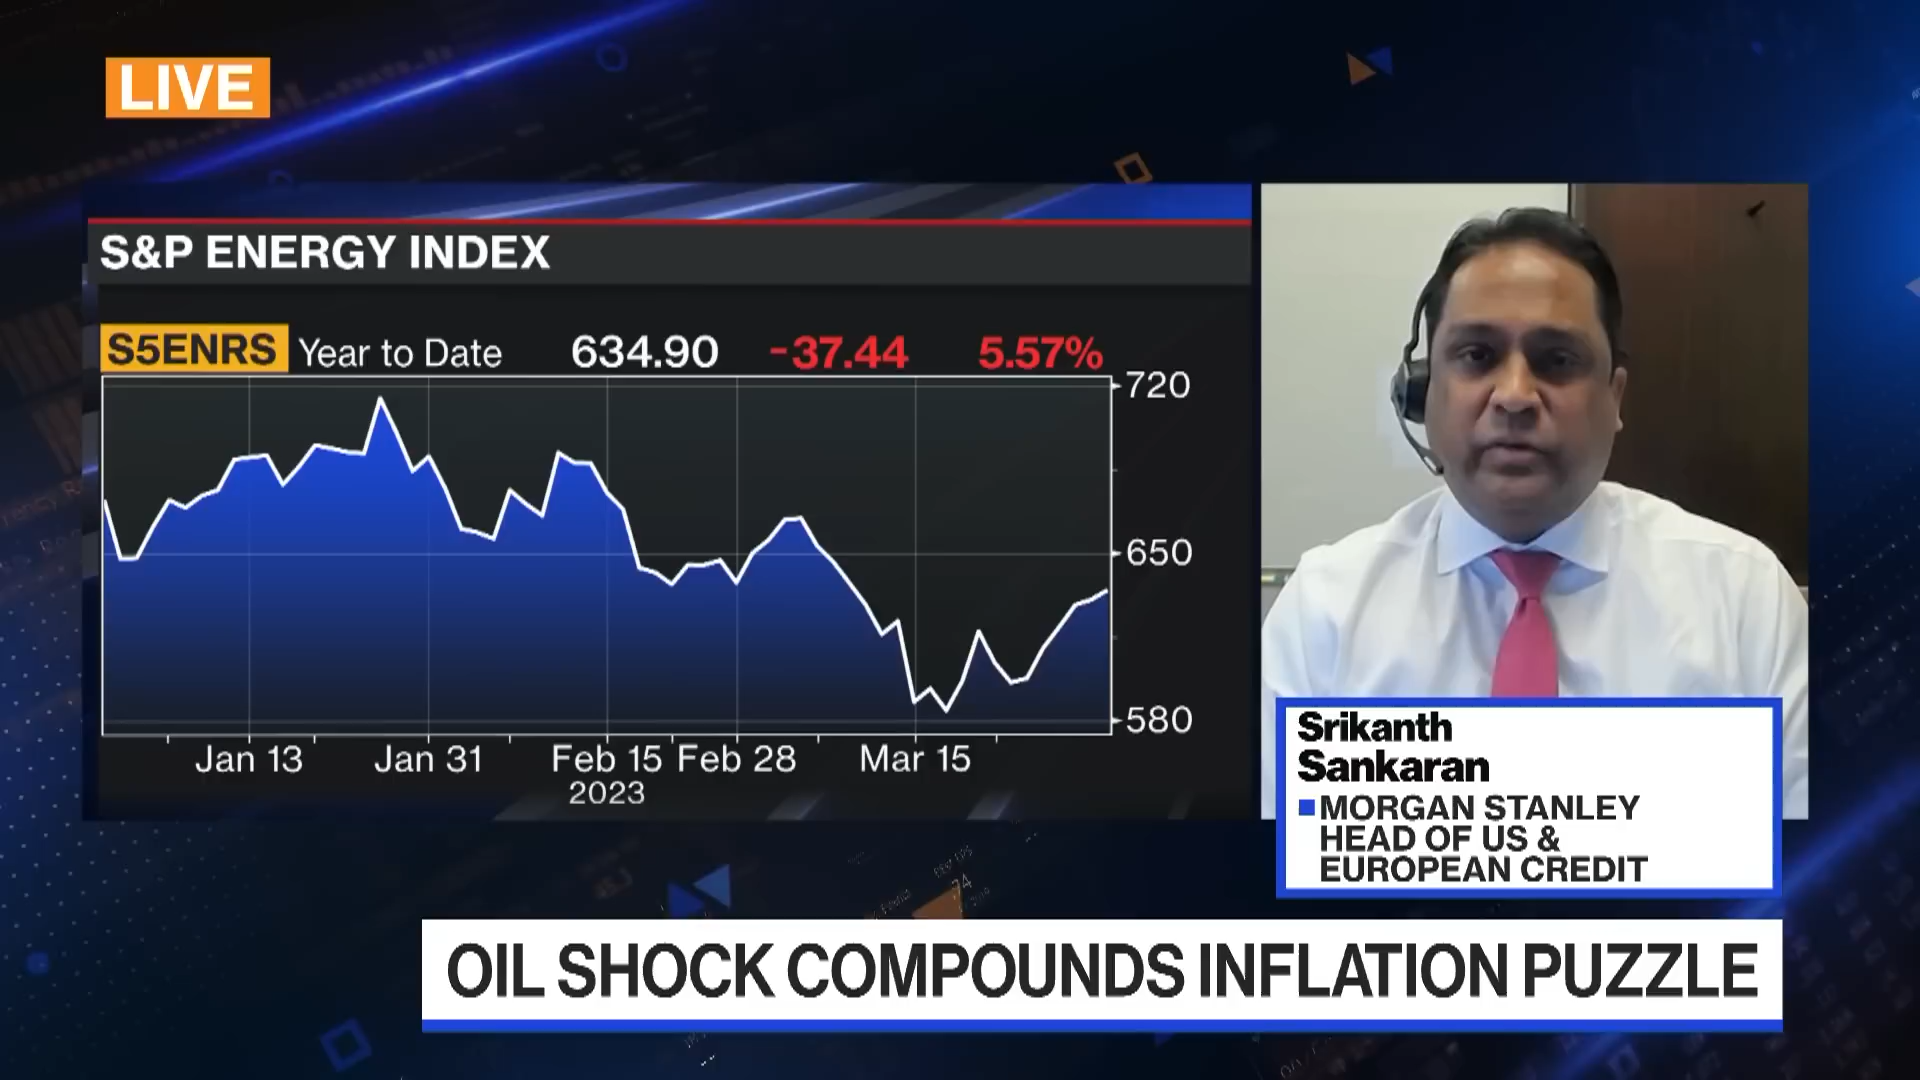 LIVE
S&P ENERGY INDEX
S5ENRS Year to Date 634.90 -37.44 5.57%
720
650
580
Jan 13 Jan 31 Feb 15 Feb 28 Mar 15
2023
Srikanth
Sankaran
MORGAN STANLEY
HEAD OF US &
EUROPEAN CREDIT
OIL SHOCK COMPOUNDS INFLATION PUZZLE